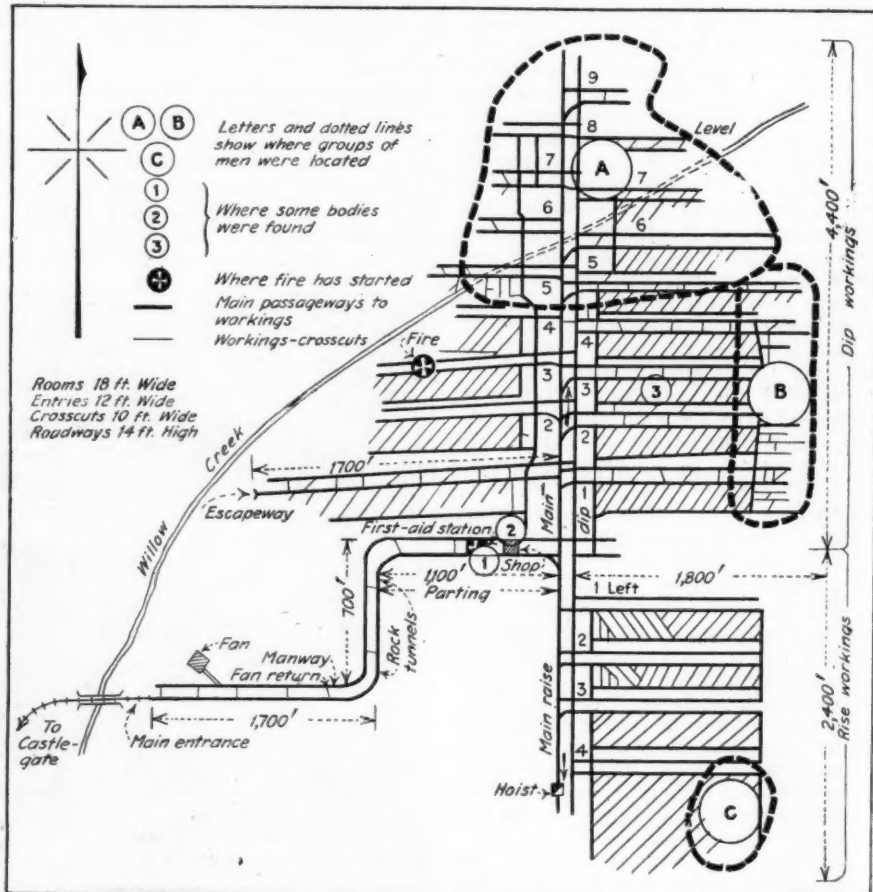 A B
Letters and dotted lines
show where groups of
men were located
C
1
2
3
Where some bodies
were found
Where fire has started
Main passageways to
workings
Workings-crosscuts
Rooms 18 ft. Wide
Entries 12 ft. Wide
Crosscuts 10 ft. Wide
Roadways 14 ft. High
9
8
Level
7
A
7
6
6
5
5
4
4
Fire
3
3
3
B
2
2
1700'
Willow Creek
Escapeway
1
1
Main dip
First-aid station
2
1
Shop
1,100'
Parting
700'
1,800'
1 Left
Rock tunnels
Fan
Manway
Fan return
1,700'
Main entrance
To
Castle-
gate
2
3
Main raise
4
Hoist
C
4,400'
Dip workings
2,400'
Rise workings